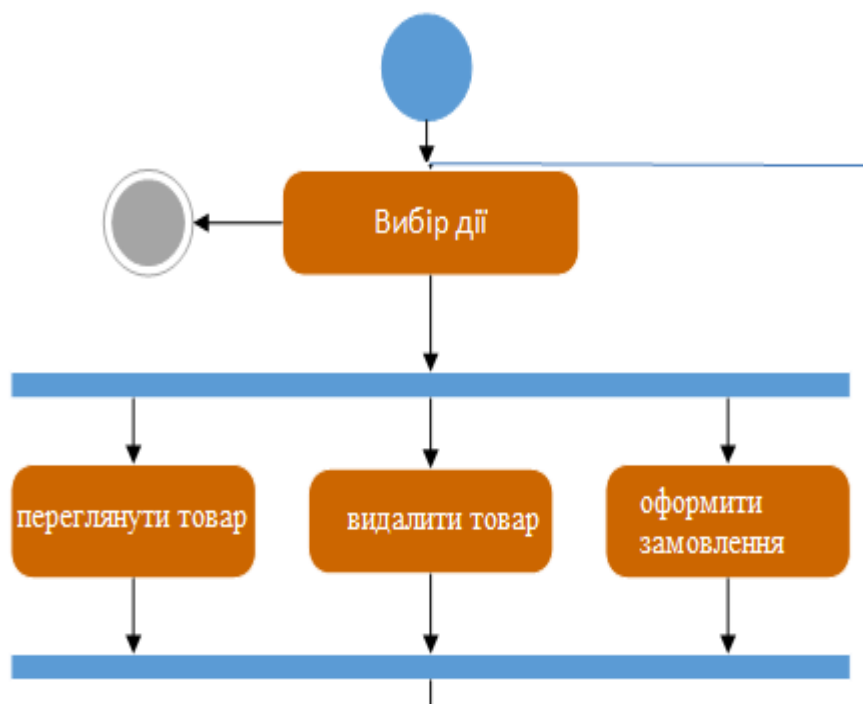 Вибір дії
переглянути товар
видалити товар
оформити
замовлення